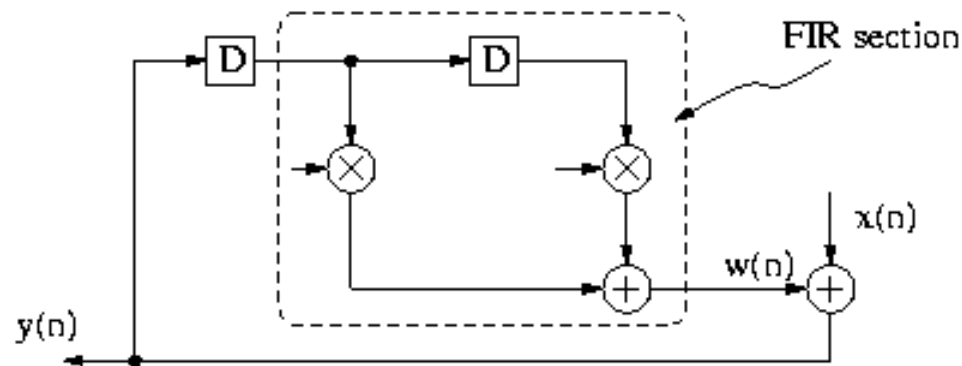 FIR section
D
D
x(n)
w(n)
y(n)